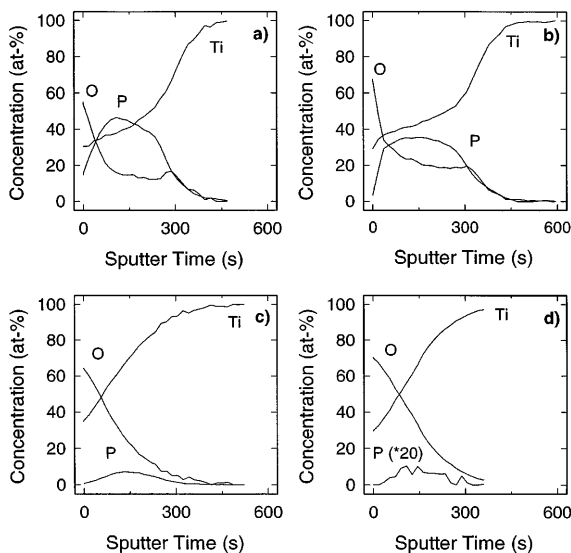 100
80
60
40
20
0
Concentration (at-%)
O
P
Ti
a)
0
300
600
Sputter Time (s)
100
80
60
40
20
0
Concentration (at-%)
O
P
Ti
b)
0
300
600
Sputter Time (s)
100
80
60
40
20
0
Concentration (at-%)
O
P
Ti
c)
0
300
600
Sputter Time (s)
100
80
60
40
20
0
Concentration (at-%)
O
P (*20)
Ti
d)
0
300
600
Sputter Time (s)